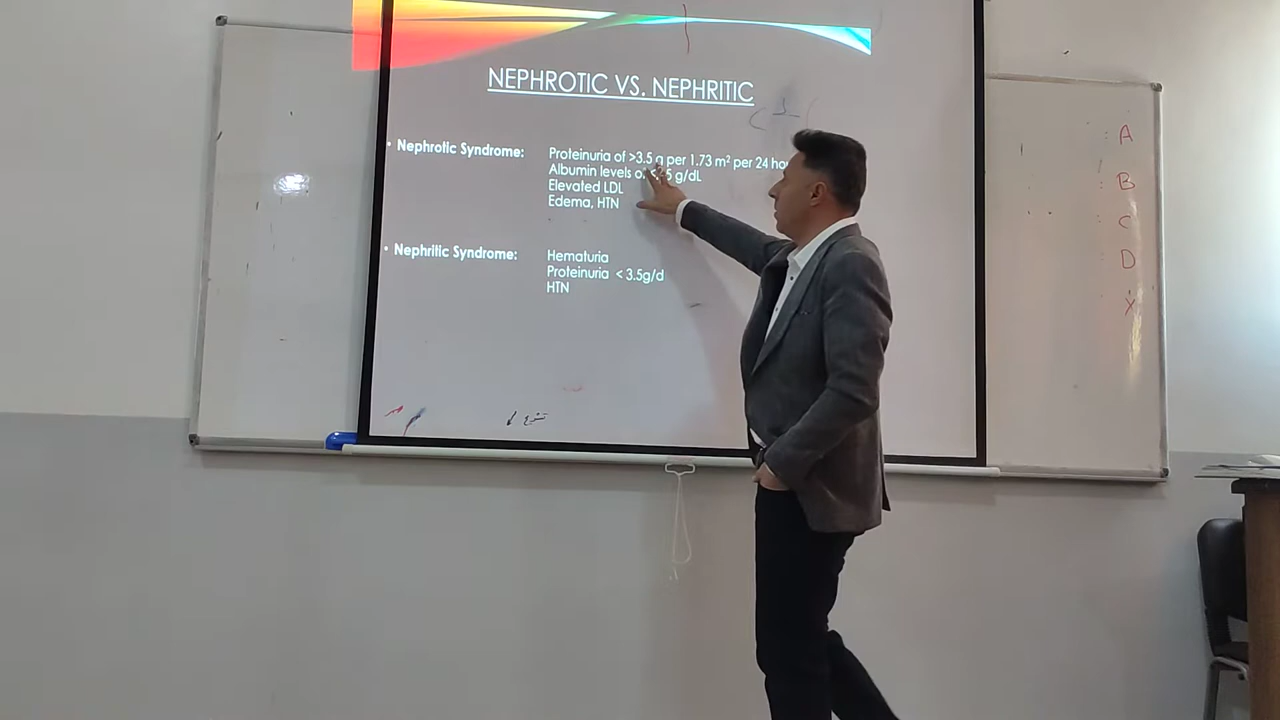 NEPHROTIC VS. NEPHRITIC
• Nephrotic Syndrome: Proteinuria of >3.5 g per 1.73 m² per 24
Albumin levels g/dL
Elevated LDL
Edema, HTN
• Nephritic Syndrome: Hematuria
Proteinuria < 3.5g/d
HTN
: A
: B
: C
: D